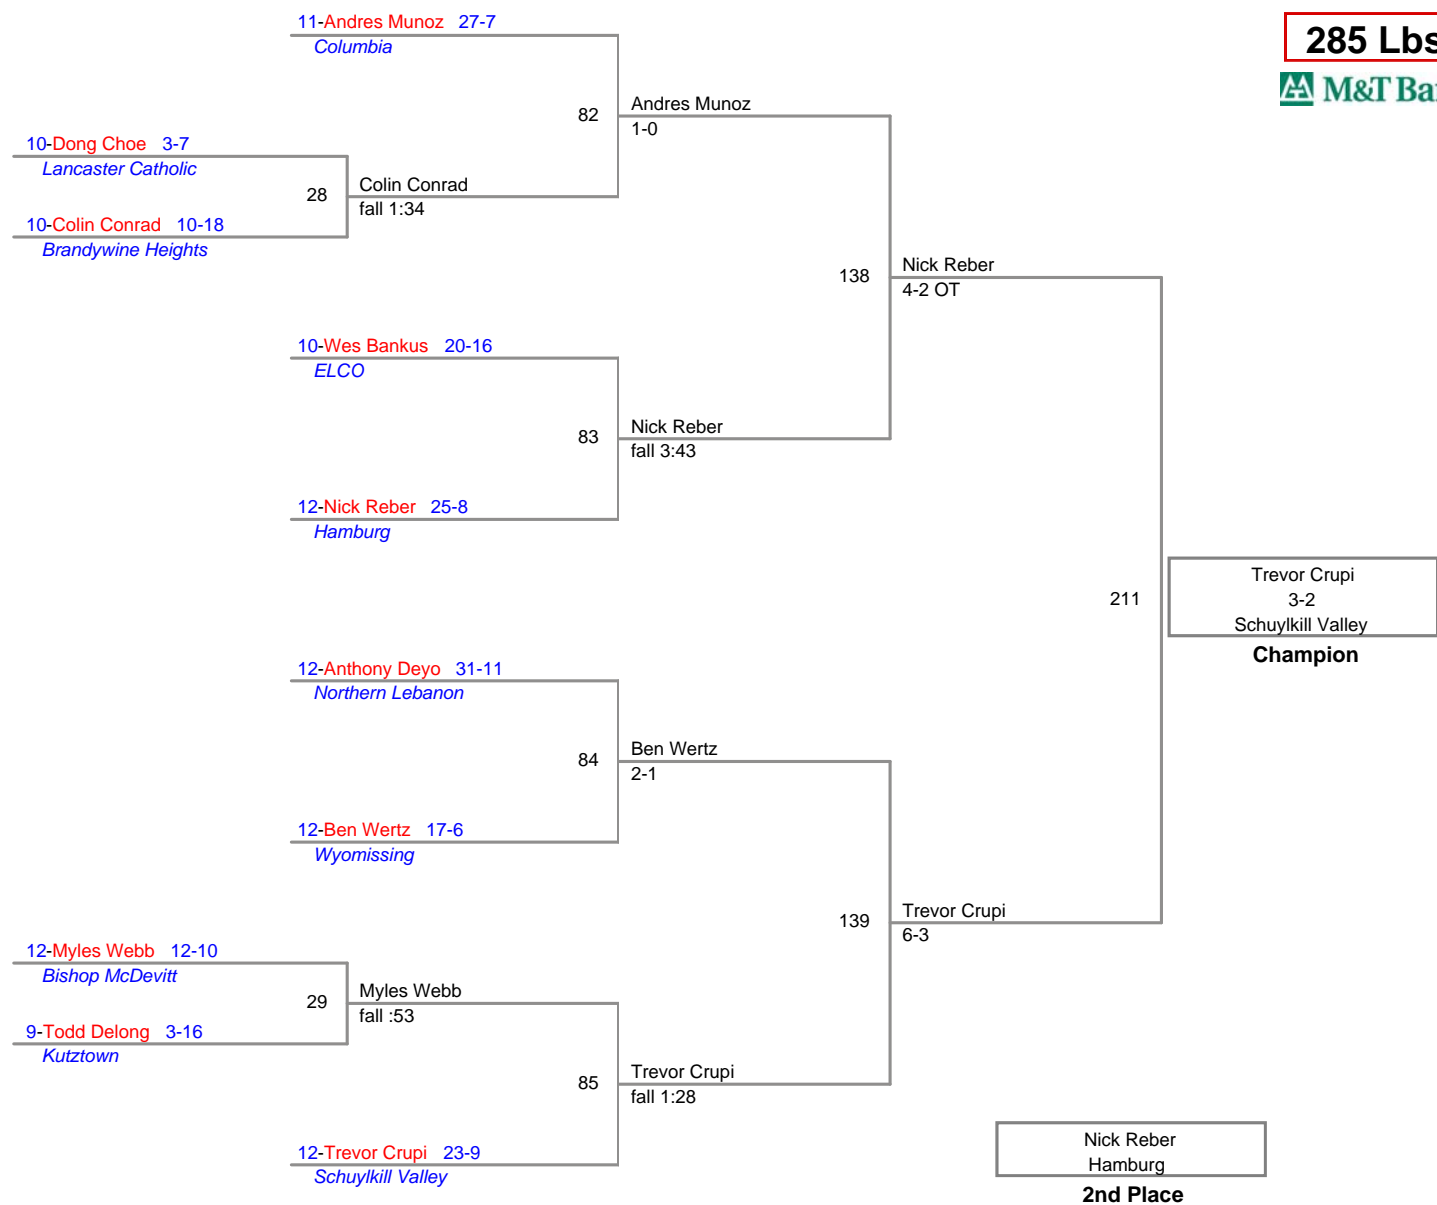 11-Andres Munoz 27-7
Columbia
285 Lbs
M&T Ba
82
Andres Munoz
1-0
10-Dong Choe 3-7
Lancaster Catholic
28
Colin Conrad
fall 1:34
10-Colin Conrad 10-18
Brandywine Heights
138
Nick Reber
4-2 OT
10-Wes Bankus 20-16
ELCO
83
Nick Reber
fall 3:43
12-Nick Reber 25-8
Hamburg
211
Trevor Crupi
3-2
Schuylkill Valley
Champion
12-Anthony Deyo 31-11
Northern Lebanon
84
Ben Wertz
2-1
12-Ben Wertz 17-6
Wyomissing
139
Trevor Crupi
6-3
12-Myles Webb 12-10
Bishop McDevitt
29
Myles Webb
fall :53
9-Todd Delong 3-16
Kutztown
85
Trevor Crupi
fall 1:28
12-Trevor Crupi 23-9
Schuylkill Valley
Nick Reber
Hamburg
2nd Place